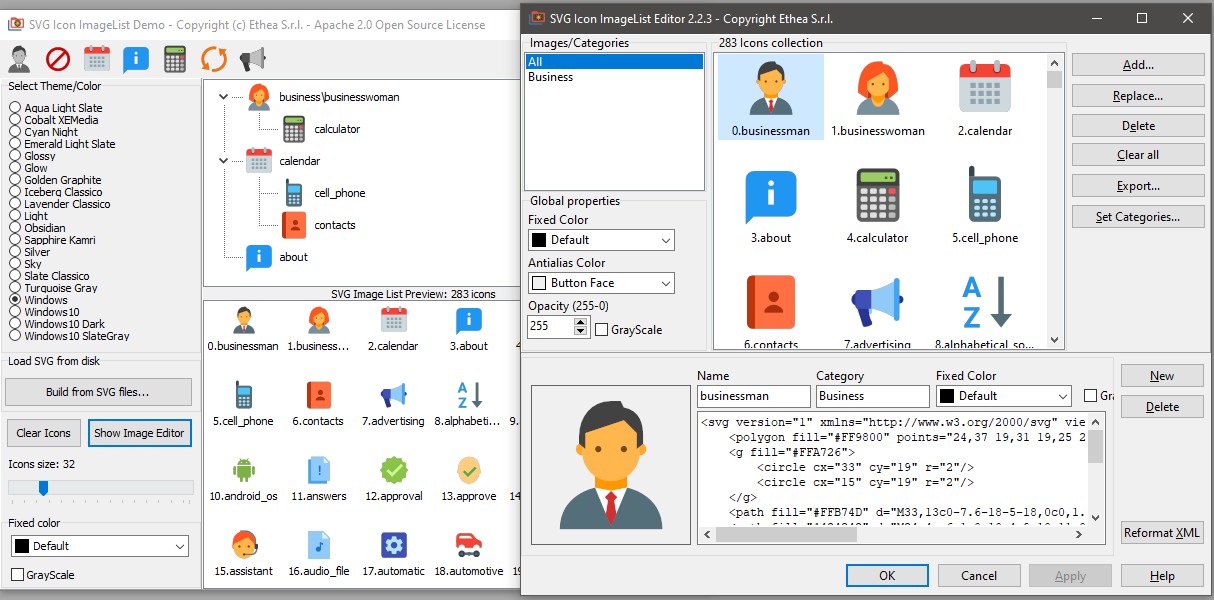 SVG Icon ImageList Demo - Copyright (c) Ethea S.r.l. - Apache 2.0 Open Source License
Select Theme/Color
Aqua Light Slate
Cobalt XEMedia
Cyan Night
Emerald Light Slate
Glossy
Glow
Golden Graphite
Iceberg Classico
Lavender Classico
Light
Obsidian
Sapphire Kamri
Silver
Sky
Slate Classico
Turquoise Gray
Windows
Windows10
Windows10 Dark
Windows10 SlateGray
Load SVG from disk
Build from SVG files...
Clear Icons
Show Image Editor
Icons size: 32
Fixed color
Default
GrayScale
business\businesswoman
calculator
calendar
cell_phone
contacts
about
SVG Image List Preview: 283 icons
0.businessman 1.business... 2.calendar 3.about
5.cell_phone 6.contacts 7.advertising 8.alphabeti... 9.
10.android_os 11.answers 12.approval 13.approve 14
15.assistant 16.audio_file 17.automatic 18.automotive 19
SVG Icon ImageList Editor 2.2.3 - Copyright Ethea S.r.l.
Images/Categories
All
Business
Global properties
Fixed Color
Default
Antialias Color
Button Face
Opacity (255-0)
255
GrayScale
283 Icons collection
0.businessman 1.businesswoman 2.calendar
3.about 4.calculator 5.cell_phone
6.contacts 7.advertising 8.alphabetical_so...
A
Z
Add...
Replace...
Delete
Clear all
Export...
Set Categories...
Name Category Fixed Color
businessman Business Default Gra
<svg version="1" xmlns="http://www.w3.org/2000/svg" vie
<polygon fill="#FF9800" points="24,37 19,31 19,25 2
<g fill="#FFA726">
<circle cx="33" cy="19" r="2"/>
<circle cx="15" cy="19" r="2"/>
</g>
<path fill="#FFB74D" d="M33,13c0-7.6-18-5-18,0c0,1.
New
Delete
Reformat XML
OK
Cancel
Apply
Help